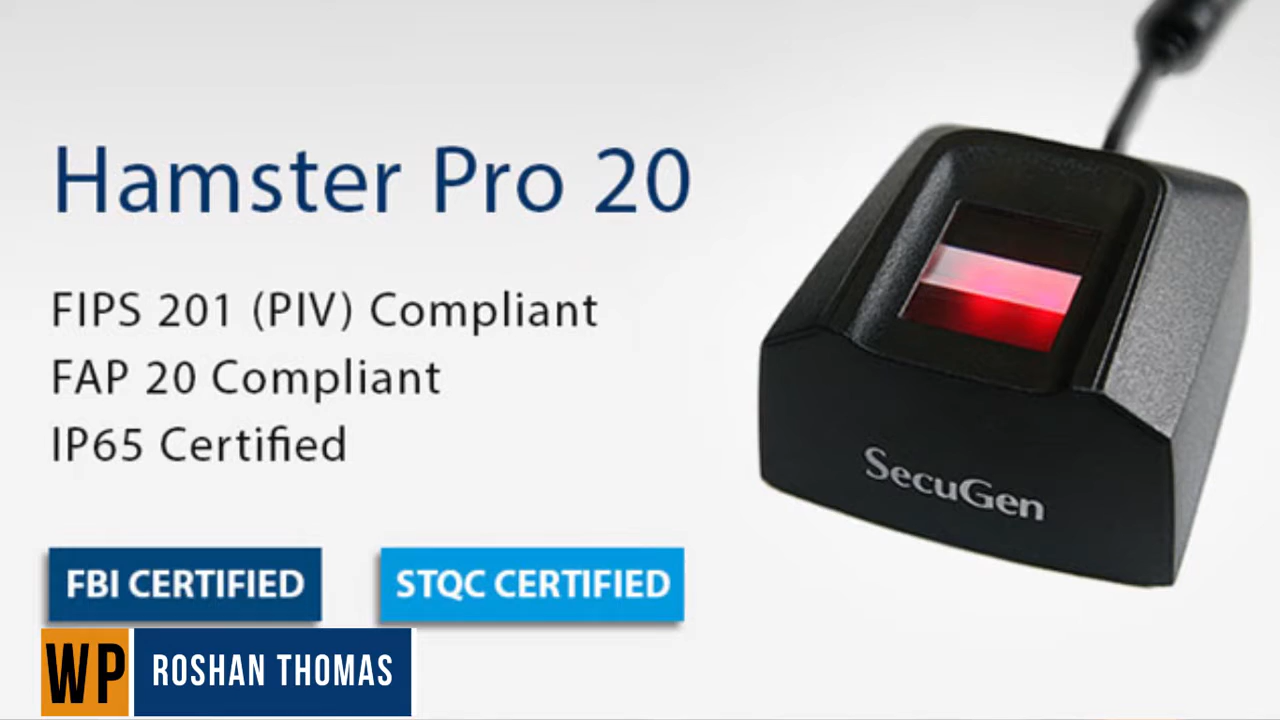 Hamster Pro 20
FIPS 201 (PIV) Compliant
FAP 20 Compliant
IP65 Certified
SecuGen
FBI CERTIFIED
STQC CERTIFIED
WP ROSHAN THOMAS